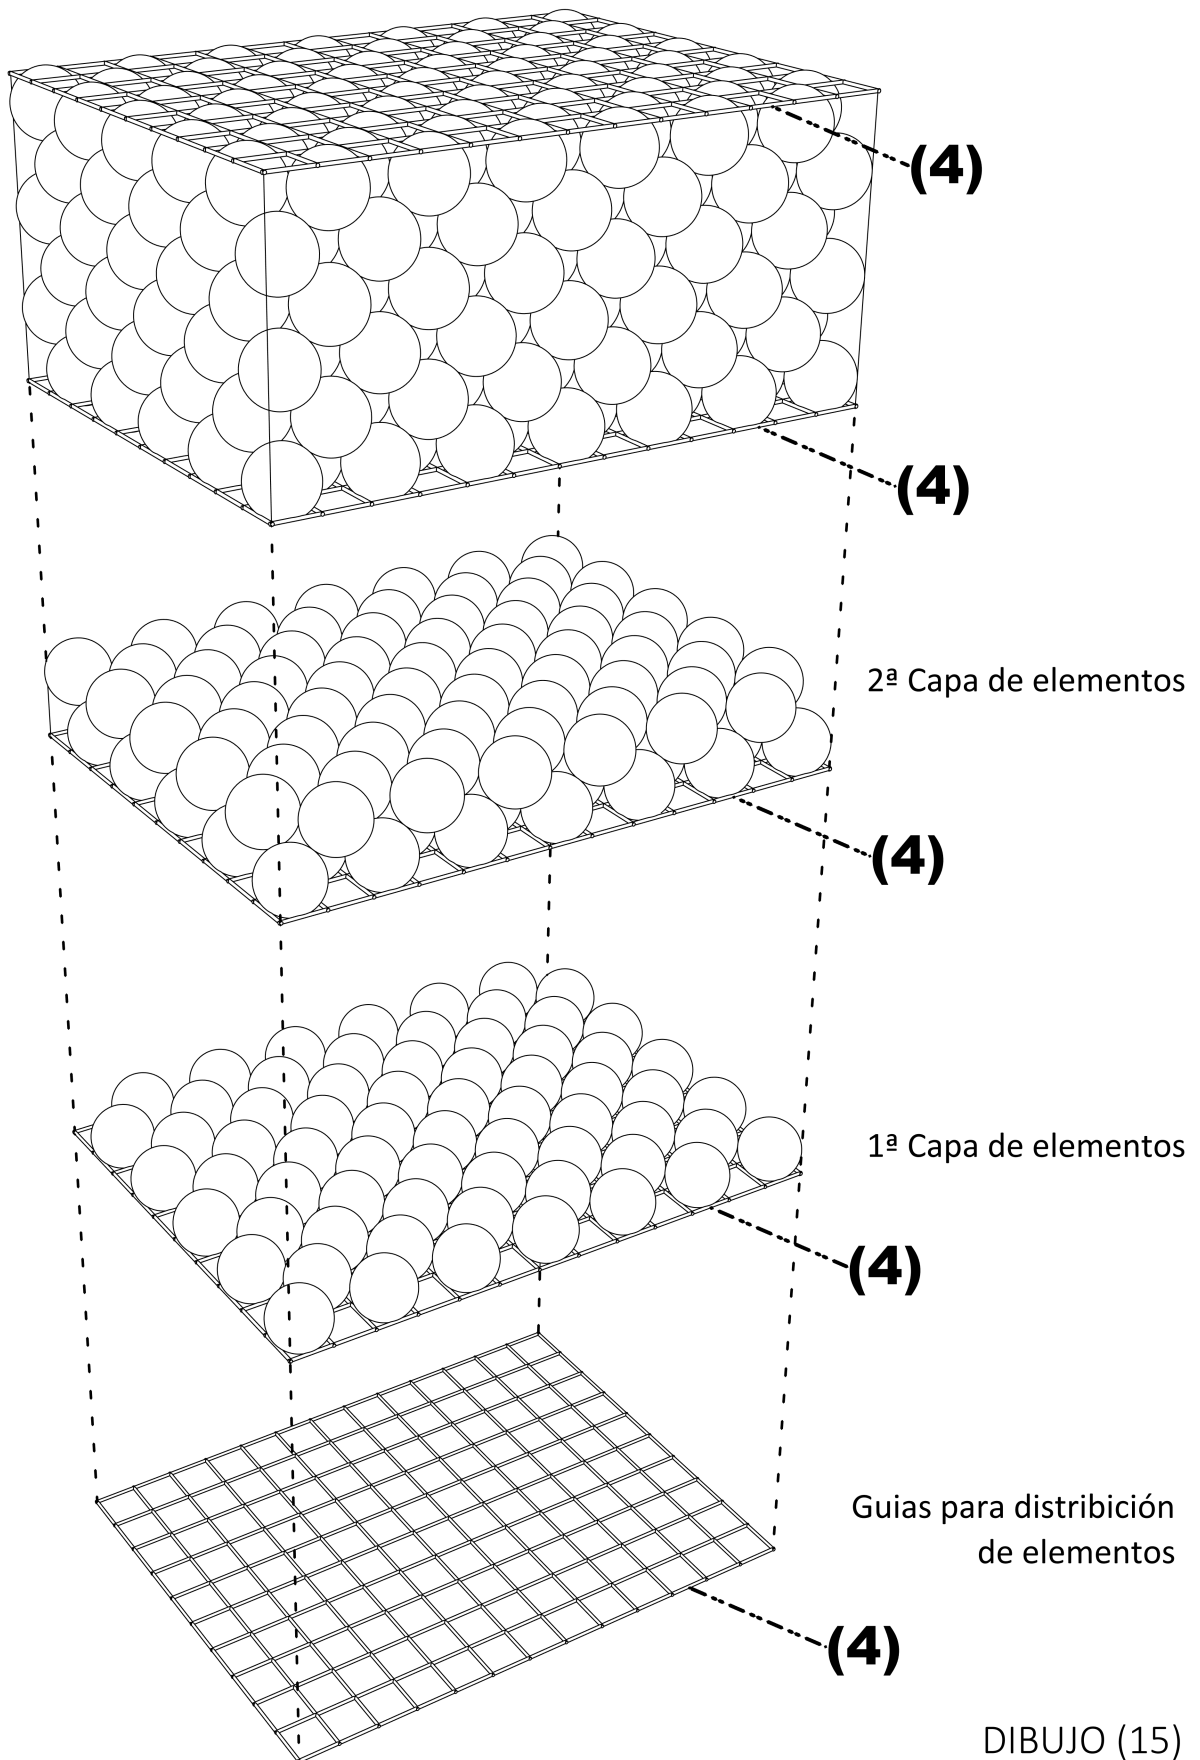 (4)
(4)
2ª Capa de elementos
(4)
1ª Capa de elementos
(4)
Guias para distribición
de elementos
(4)
DIBUJO (15)